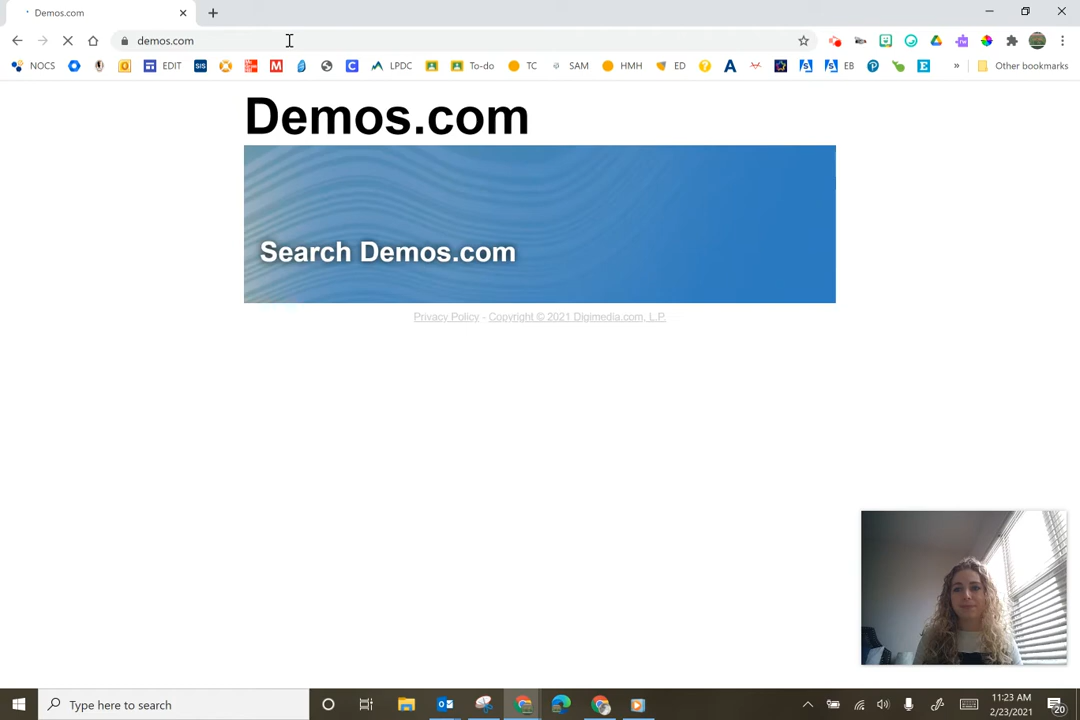 Demos.com
demos.com
NOCS
EDIT
SIS
M
C
LPDC
To-do
TC
SAM
HMH
ED
?
A
EB
E
»
Other bookmarks
Demos.com
Search Demos.com
Privacy Policy - Copyright © 2021 Digimedia.com, L.P.
Type here to search
11:23 AM
2/23/2021
20